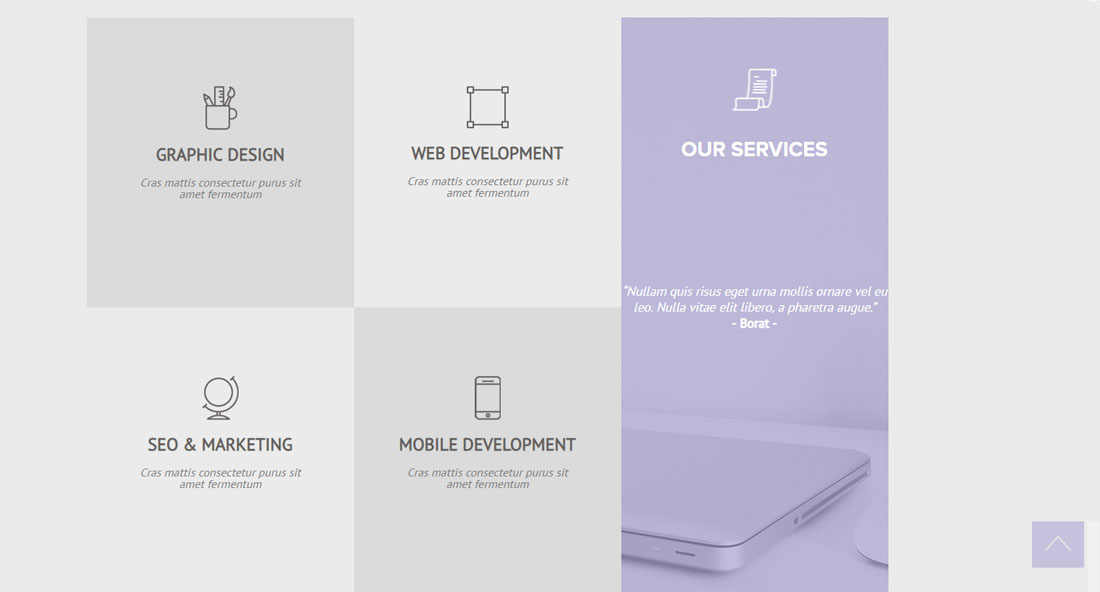 GRAPHIC DESIGN
Cras mattis consectetur purus sit
amet fermentum
WEB DEVELOPMENT
Cras mattis consectetur purus sit
amet fermentum
OUR SERVICES
“Nullam quis risus eget urna mollis ornare vel eu
leo. Nulla vitae elit libero, a pharetra augue.”
- Borat -
SEO & MARKETING
Cras mattis consectetur purus sit
amet fermentum
MOBILE DEVELOPMENT
Cras mattis consectetur purus sit
amet fermentum